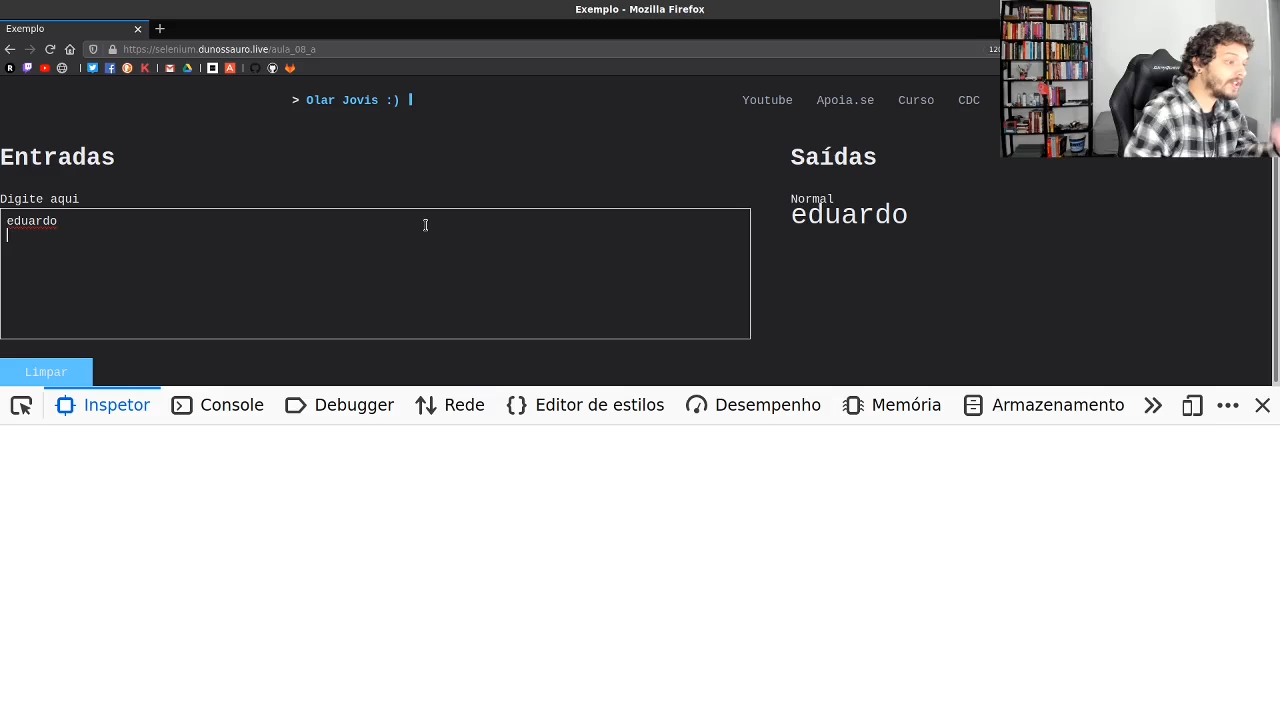 Exemplo - Mozilla Firefox
Exemplo
https://selenium.dunossauro.live/aula_08_a
120
> Olar Jovis :)
Youtube Apoia.se Curso CDC
Entradas
Digite aqui
eduardo
Limpar
Saídas
Normal
eduardo
Inspetor Console Debugger Rede Editor de estilos Desempenho Memória Armazenamento